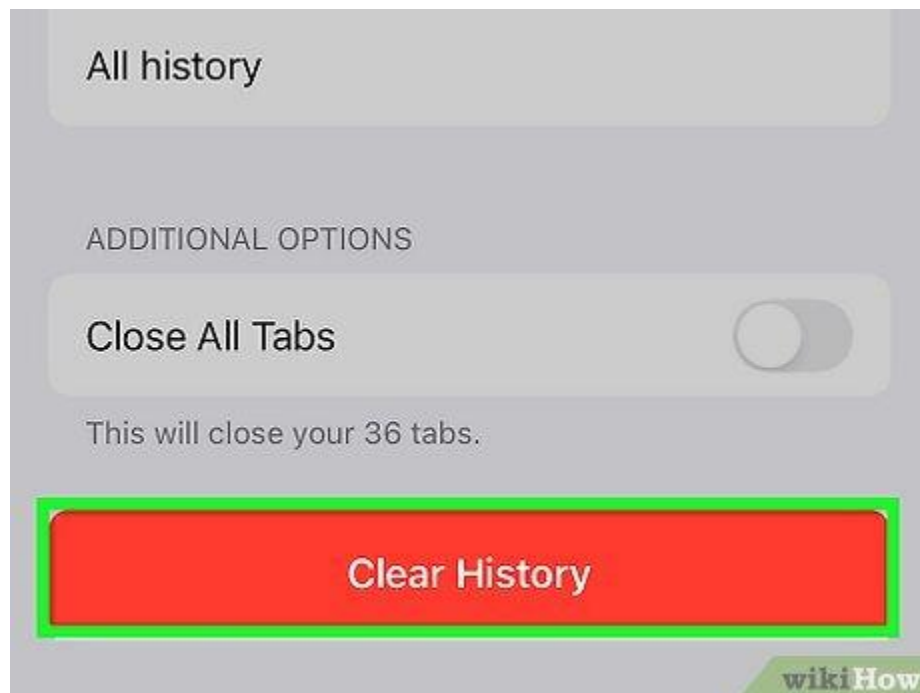 All history
ADDITIONAL OPTIONS
Close All Tabs
This will close your 36 tabs.
Clear History
wikiHow